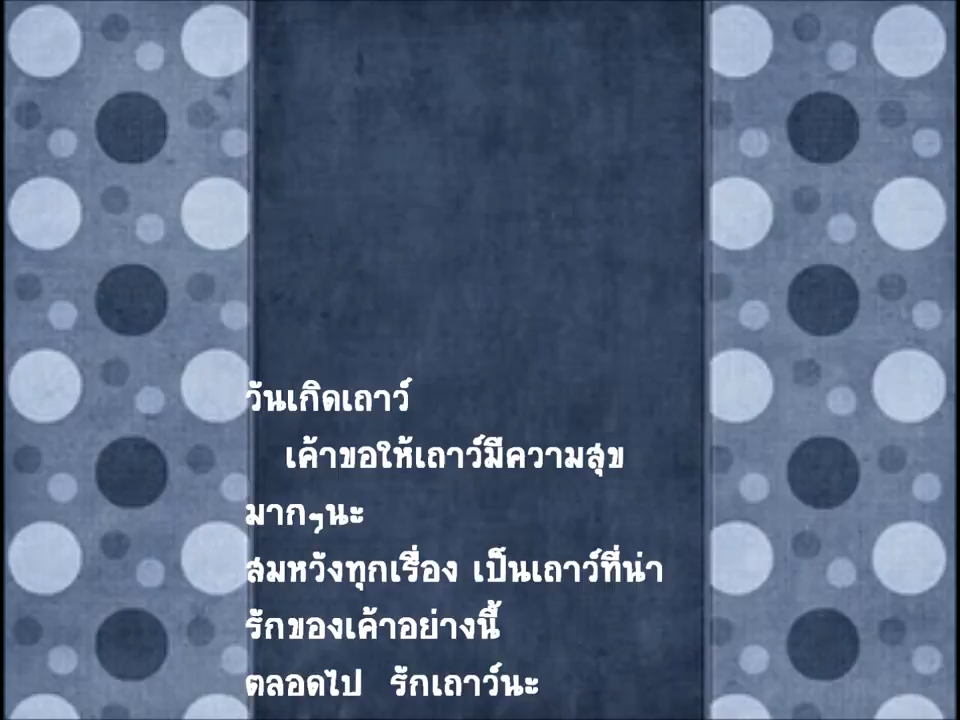 วันเกิดเถาว์
เค้าขอให้เถาว์มีความสุข
มากๆนะ
สมหวังทุกเรื่อง เป็นเถาว์ที่น่า
รักของเค้าอย่างนี้
ตลอดไป รักเถาว์นะ